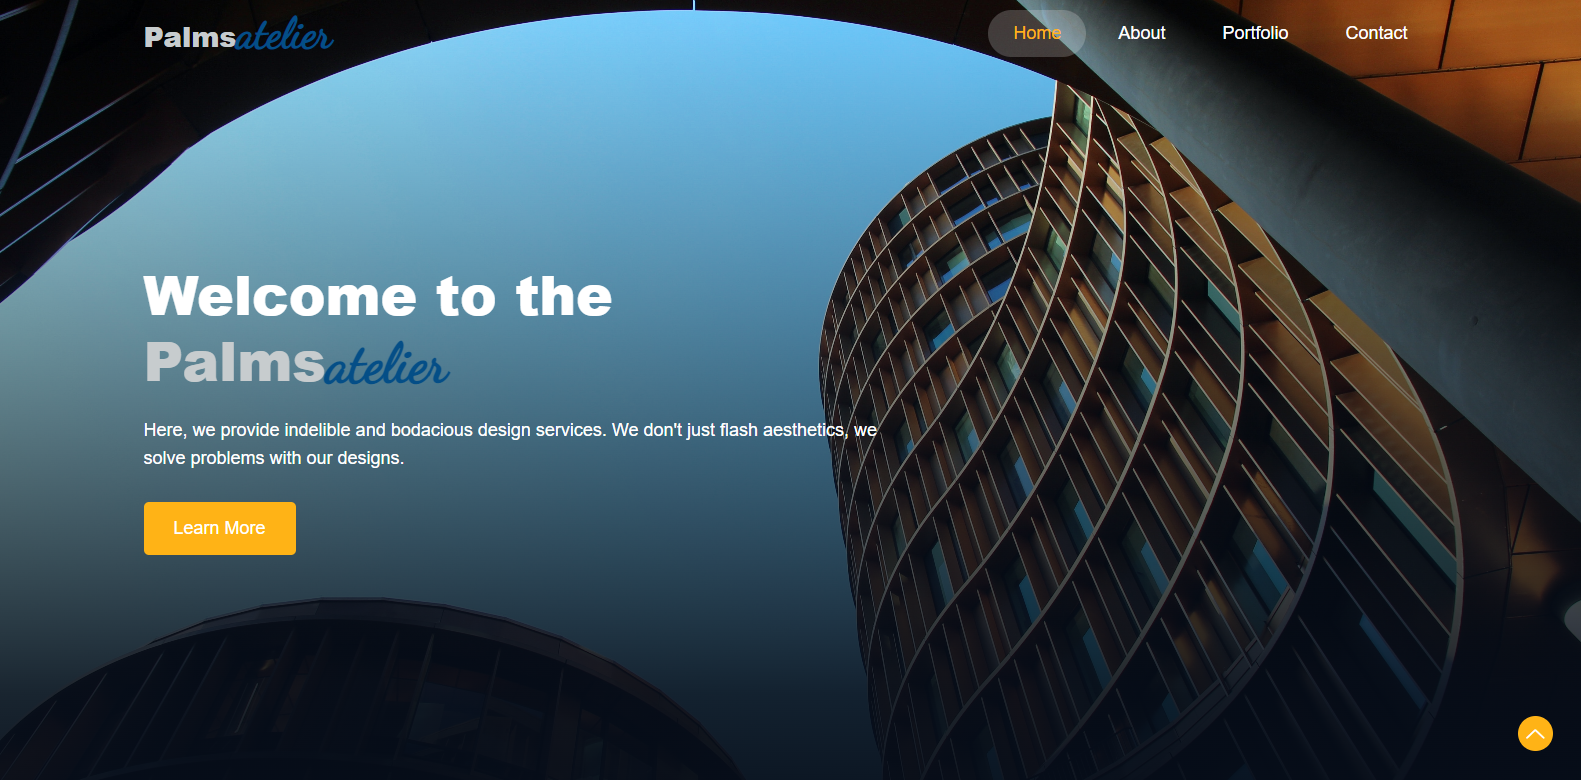 Palmsatelier
Home About Portfolio Contact
Welcome to the
Palmsatelier
Here, we provide indelible and bodacious design services. We don't just flash aesthetics, we
solve problems with our designs.
Learn More